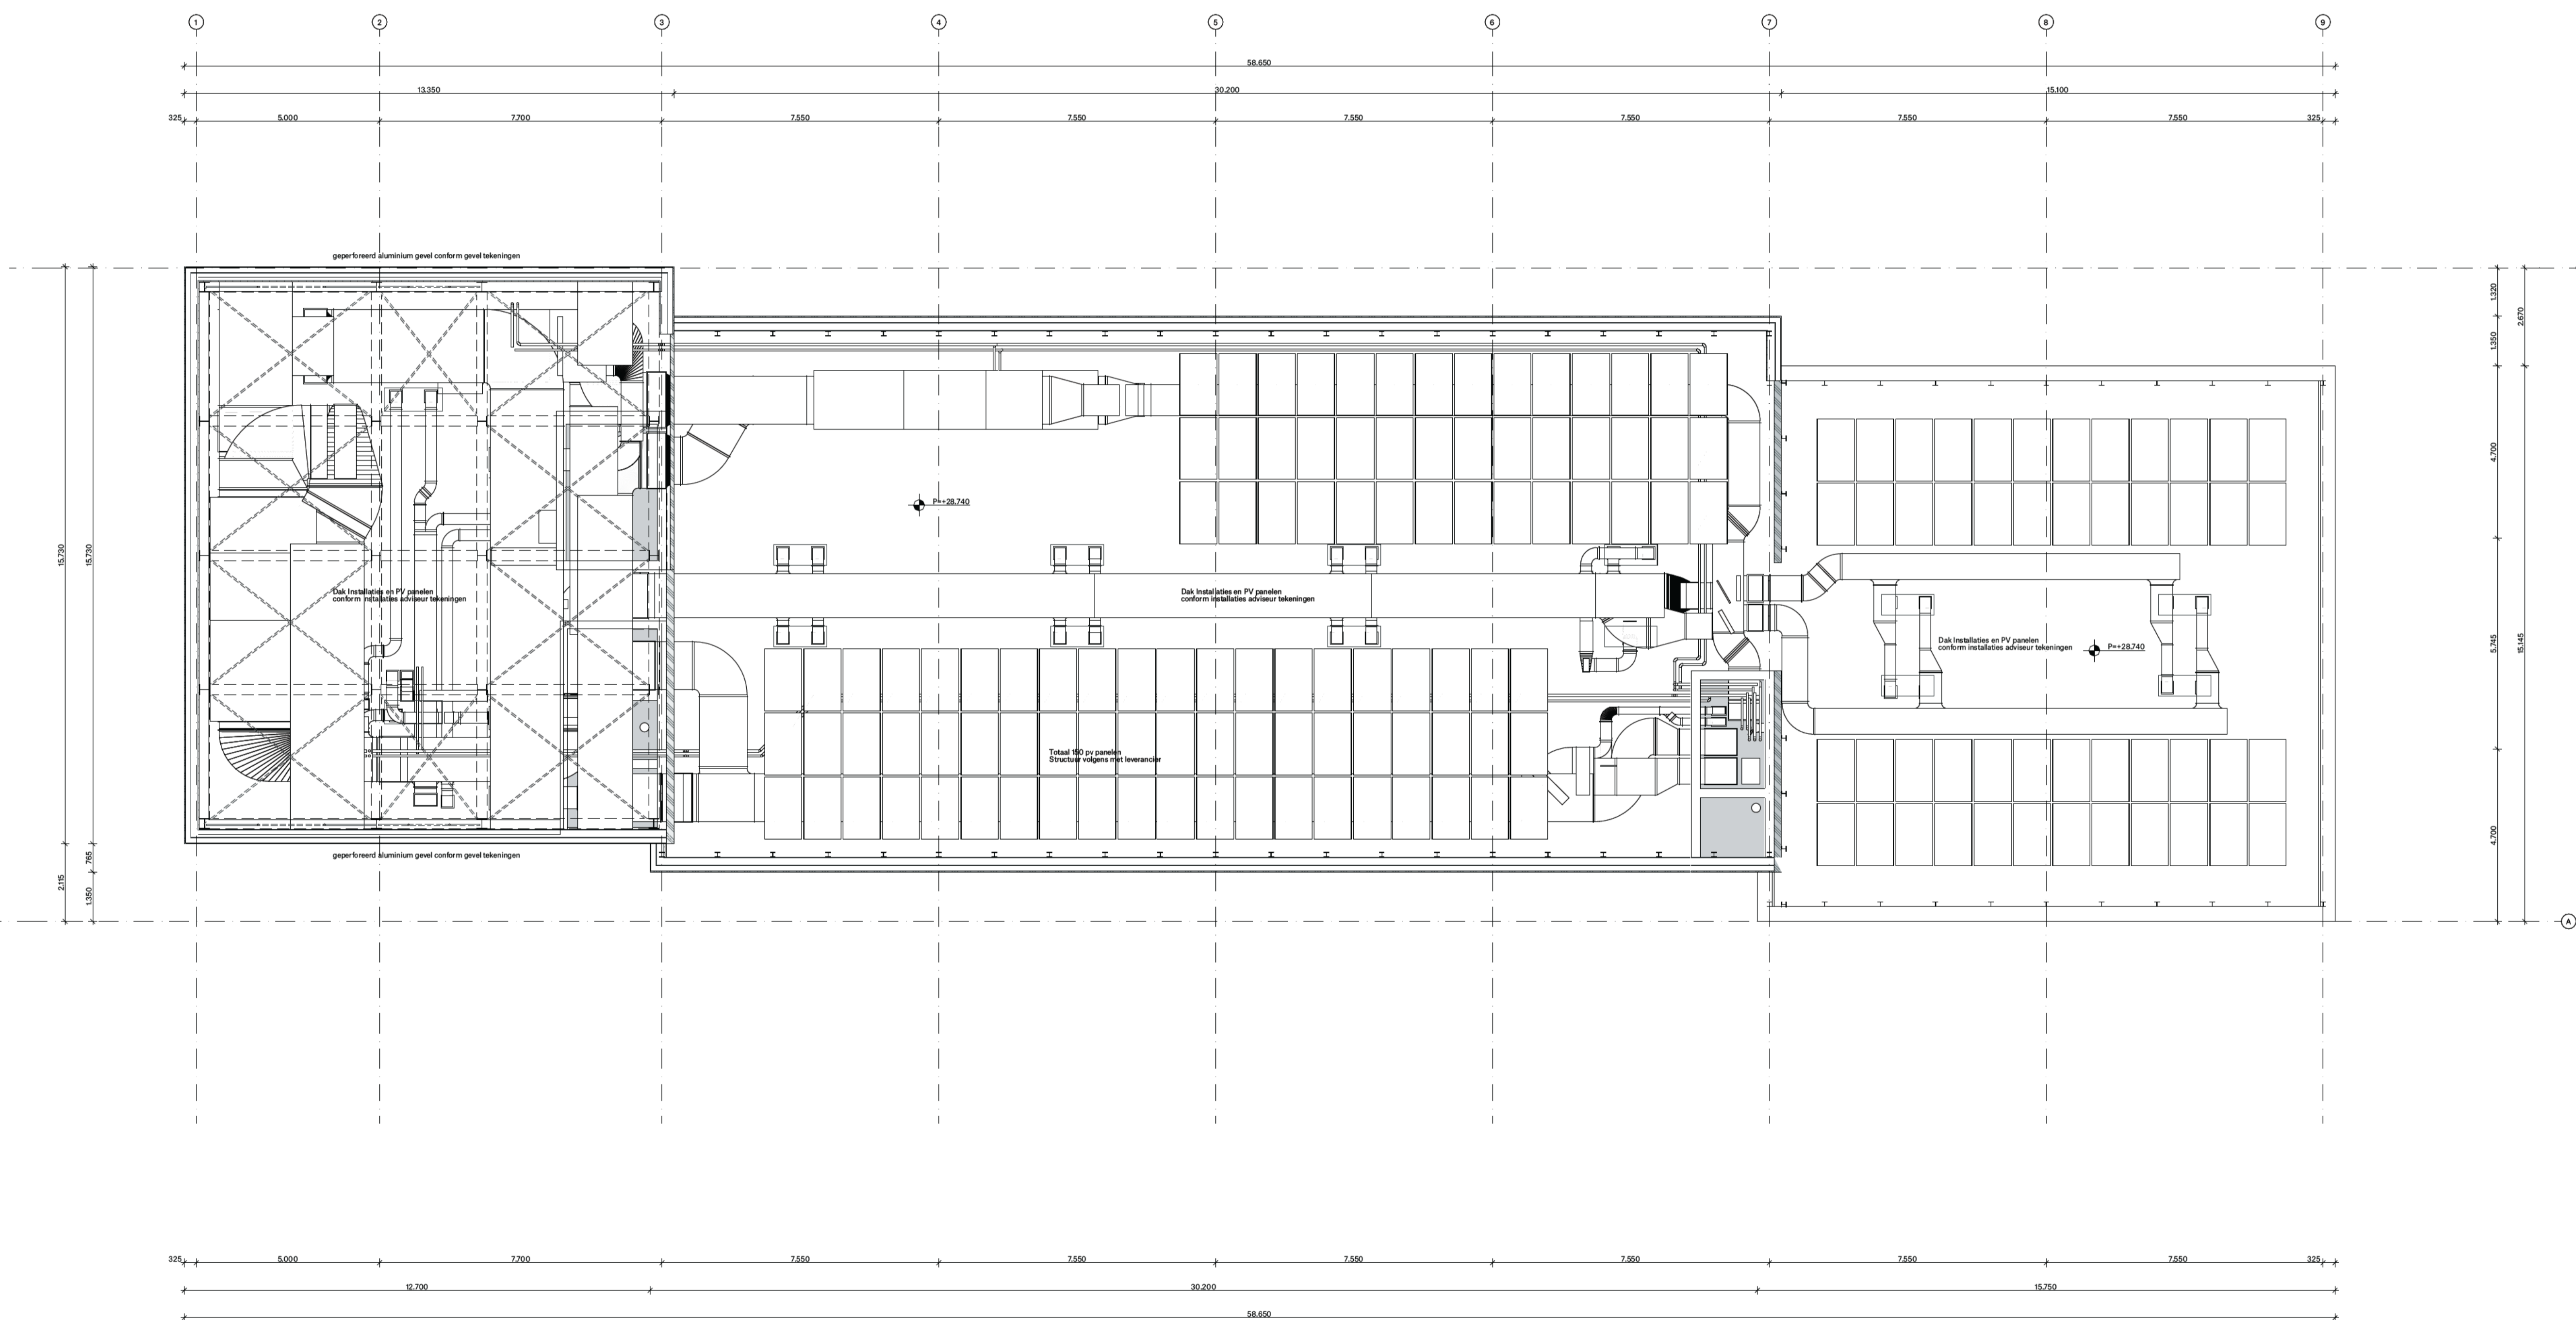 1 2 3 4 5 6 7 8 9
58.650
13.350 30.200 15.100
325 5.000 7.700 7.550 7.550 7.550 7.550 7.550 7.550 325
geperforeerd aluminium gevel conform gevel tekeningen
1.320
2.670
1.350
4.700
P=+28.740
15.730 15.730
Dak Installaties en PV panelen
conform installaties adviseur tekeningen
Dak Installaties en PV panelen
conform installaties adviseur tekeningen
Dak Installaties en PV panelen
conform installaties adviseur tekeningen
P=+28.740
5.745
15.145
Totaal 150 pv panelen
Structuur volgens met leverancier
4.700
geperforeerd aluminium gevel conform gevel tekeningen
765
2.115
1.350
A
325 5.000 7.700 7.550 7.550 7.550 7.550 7.550 7.550 325
12.700 30.200 15.750
58.650